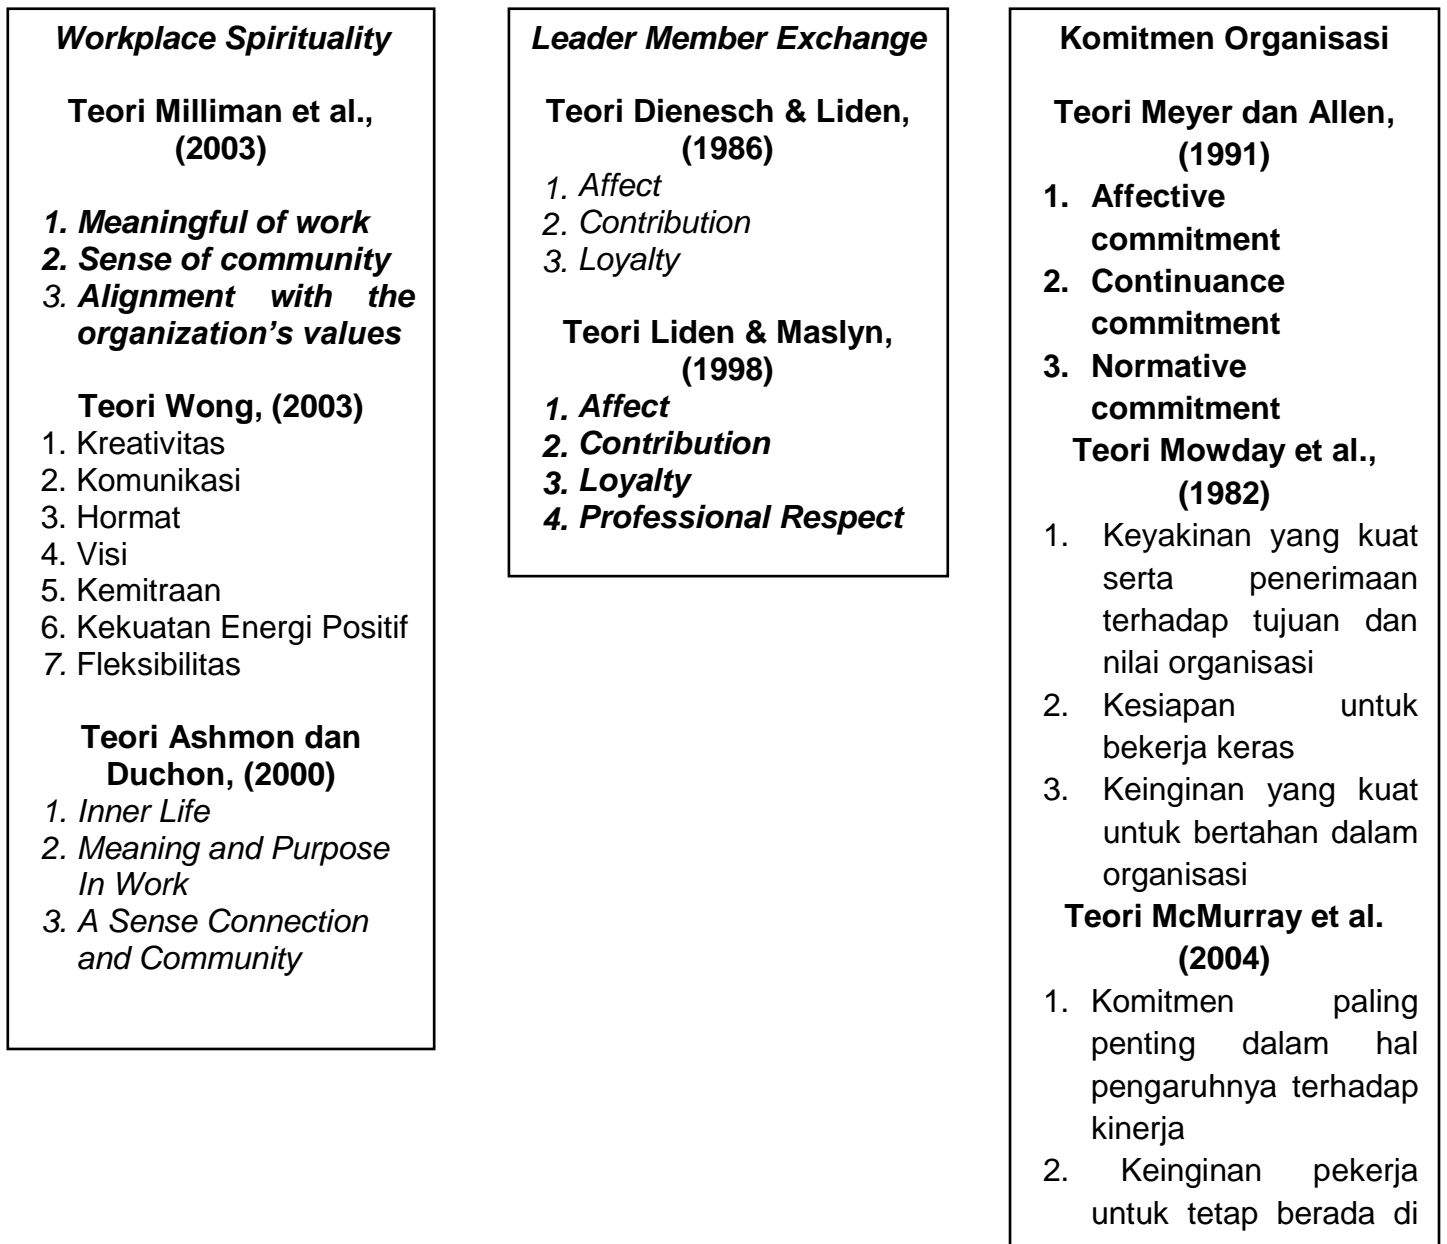 Workplace Spirituality
Teori Milliman et al.,
(2003)
1. Meaningful of work
2. Sense of community
3. Alignment with the
organization’s values
Teori Wong, (2003)
1. Kreativitas
2. Komunikasi
3. Hormat
4. Visi
5. Kemitraan
6. Kekuatan Energi Positif
7. Fleksibilitas
Teori Ashmon dan
Duchon, (2000)
1. Inner Life
2. Meaning and Purpose
In Work
3. A Sense Connection
and Community
Leader Member Exchange
Teori Dienesch & Liden,
(1986)
1. Affect
2. Contribution
3. Loyalty
Teori Liden & Maslyn,
(1998)
1. Affect
2. Contribution
3. Loyalty
4. Professional Respect
Komitmen Organisasi
Teori Meyer dan Allen,
(1991)
1. Affective
commitment
2. Continuance
commitment
3. Normative
commitment
Teori Mowday et al.,
(1982)
1. Keyakinan yang kuat
serta penerimaan
terhadap tujuan dan
nilai organisasi
2. Kesiapan untuk
bekerja keras
3. Keinginan yang kuat
untuk bertahan dalam
organisasi
Teori McMurray et al.
(2004)
1. Komitmen paling
penting dalam hal
pengaruhnya terhadap
kinerja
2. Keinginan pekerja
untuk tetap berada di